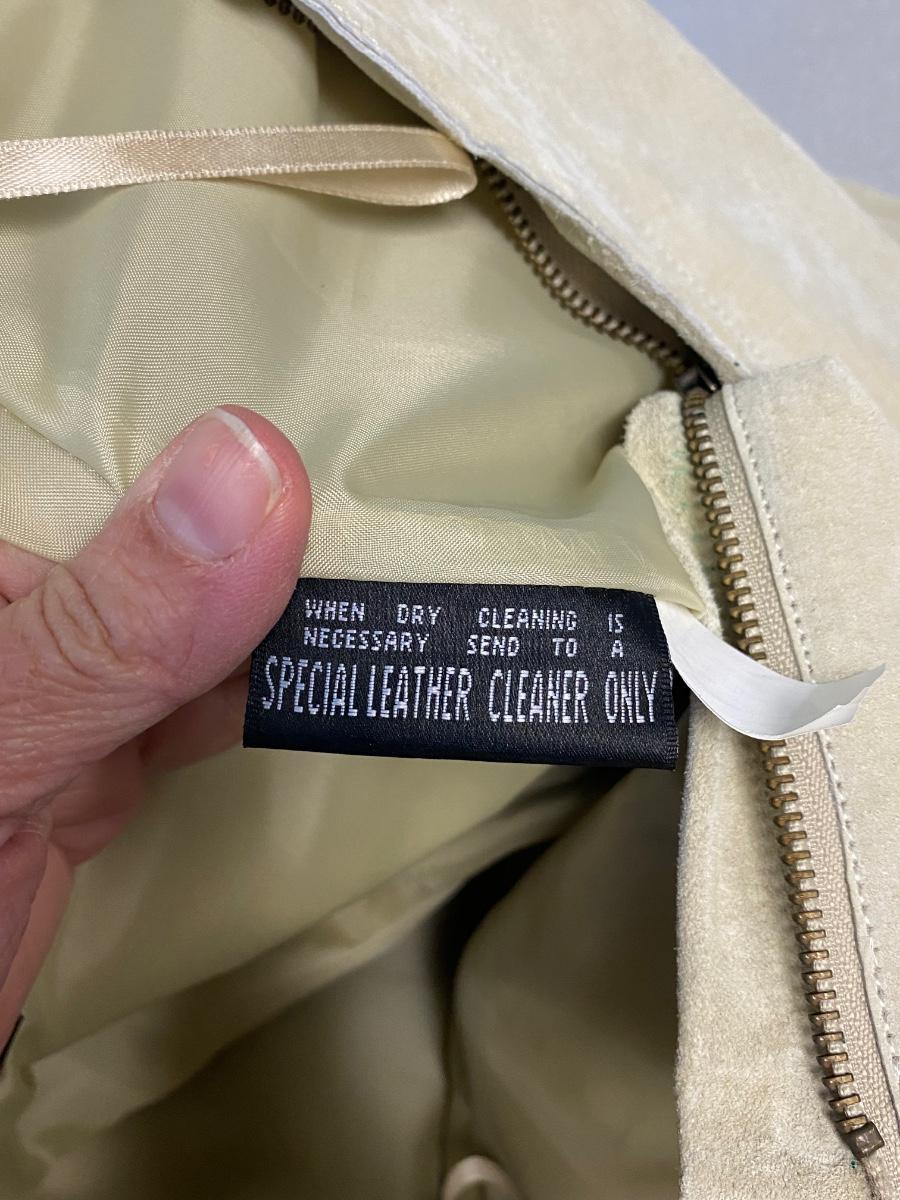 WHEN DRY CLEANING IS
NECESSARY SEND TO A
SPECIAL LEATHER CLEANER ONLY